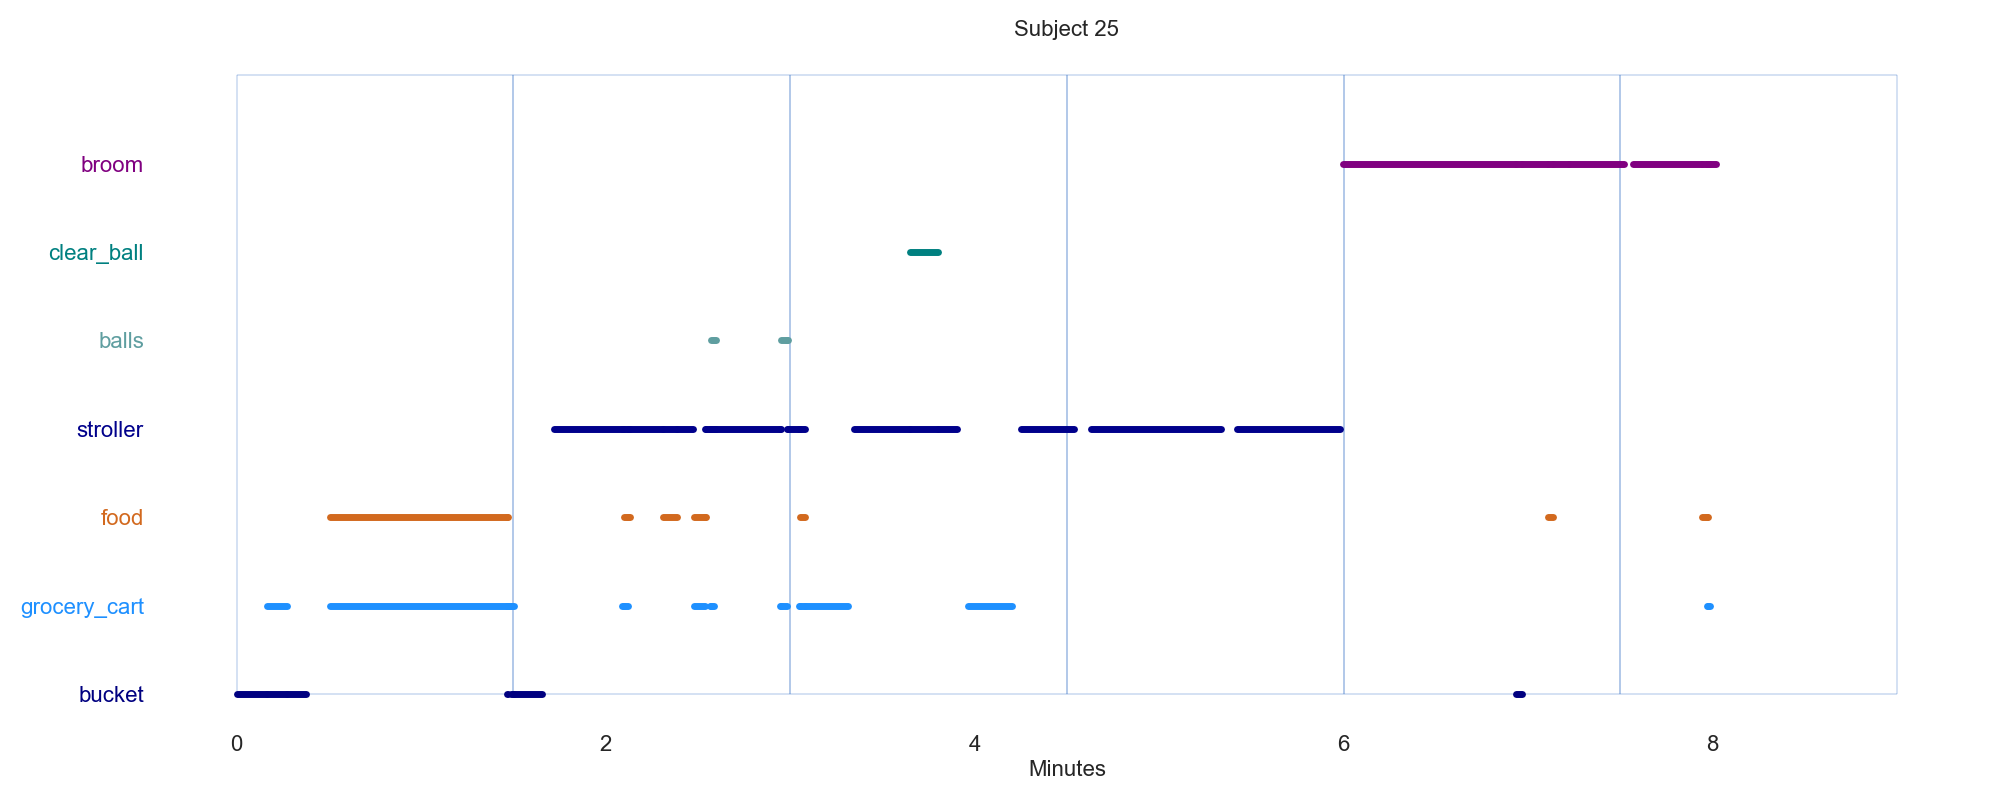 Subject 25
broom
clear_ball
balls
stroller
food
grocery_cart
bucket
0 2 4 6 8
Minutes